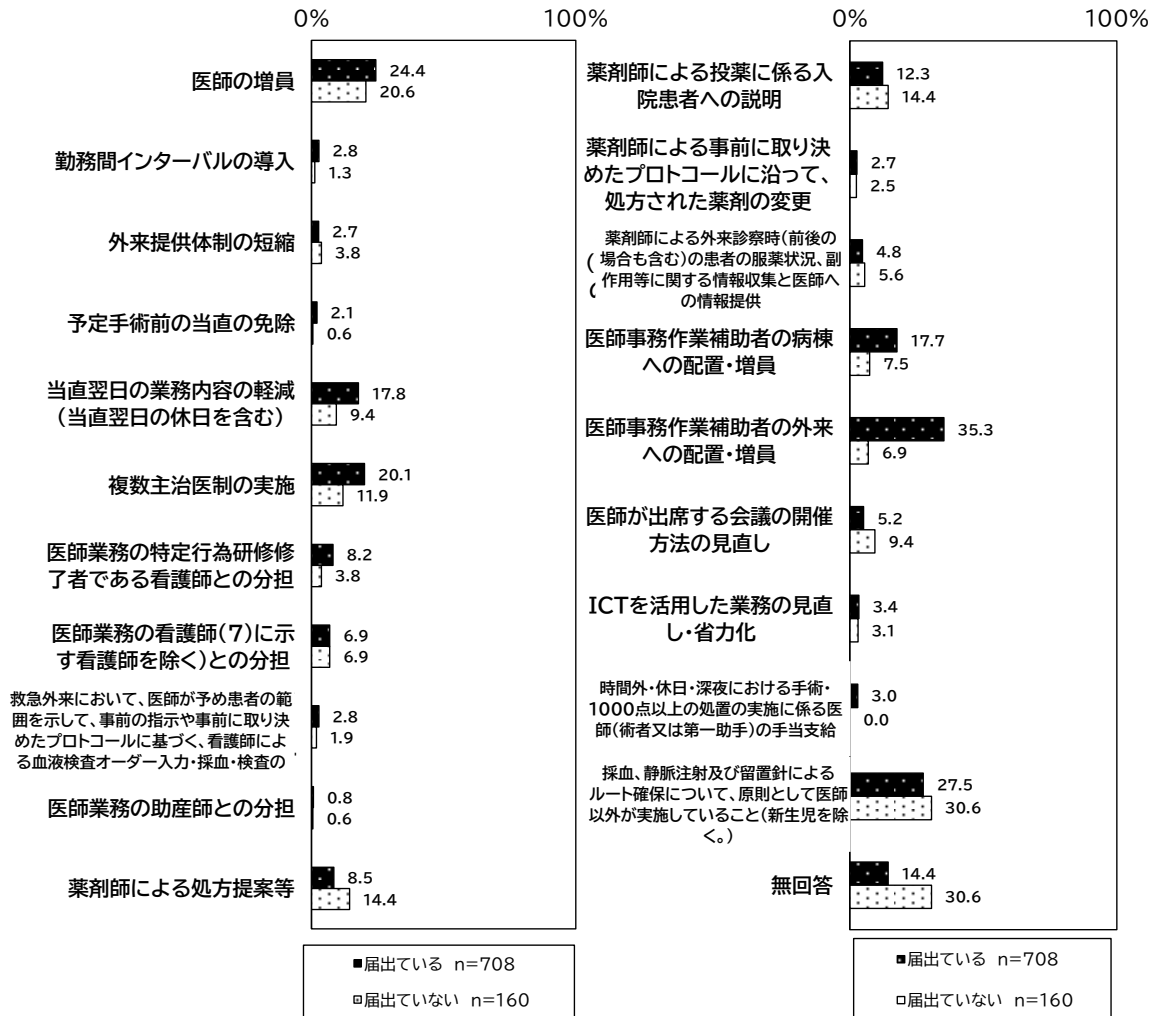 0%
100%
医師の増員
24.4
20.6
勤務間インターバルの導入
2.8
1.3
外来提供体制の短縮
2.7
3.8
予定手術前の当直の免除
2.1
0.6
当直翌日の業務内容の軽減
(当直翌日の休日を含む)
17.8
9.4
複数主治医制の実施
20.1
11.9
医師業務の特定行為研修修
了者である看護師との分担
8.2
3.8
医師業務の看護師(7)に示
す看護師を除く)との分担
6.9
6.9
救急外来において、医師が予め患者の範
囲を示して、事前の指示や事前に取り決
めたプロトコールに基づく、看護師によ
る血液検査オーダー入力・採血・検査の
2.8
1.9
医師業務の助産師との分担
0.8
0.6
薬剤師による処方提案等
8.5
14.4
■届出ている n=708
□届出ていない n=160
0%
100%
薬剤師による投薬に係る入
院患者への説明
12.3
14.4
薬剤師による事前に取り決
めたプロトコールに沿って、
処方された薬剤の変更
2.7
2.5
薬剤師による外来診察時(前後の
場合も含む)の患者の服薬状況、副
作用等に関する情報収集と医師へ
の情報提供
4.8
5.6
医師事務作業補助者の病棟
への配置・増員
17.7
7.5
医師事務作業補助者の外来
への配置・増員
35.3
6.9
医師が出席する会議の開催
方法の見直し
5.2
9.4
ICTを活用した業務の見直
し・省力化
3.4
3.1
時間外・休日・深夜における手術・
1000点以上の処置の実施に係る医
師(術者又は第一助手)の手当支給
3.0
0.0
採血、静脈注射及び留置針による
ルート確保について、原則として医師
以外が実施していること(新生児を除
く。)
27.5
30.6
無回答
14.4
30.6
■届出ている n=708
□届出ていない n=160